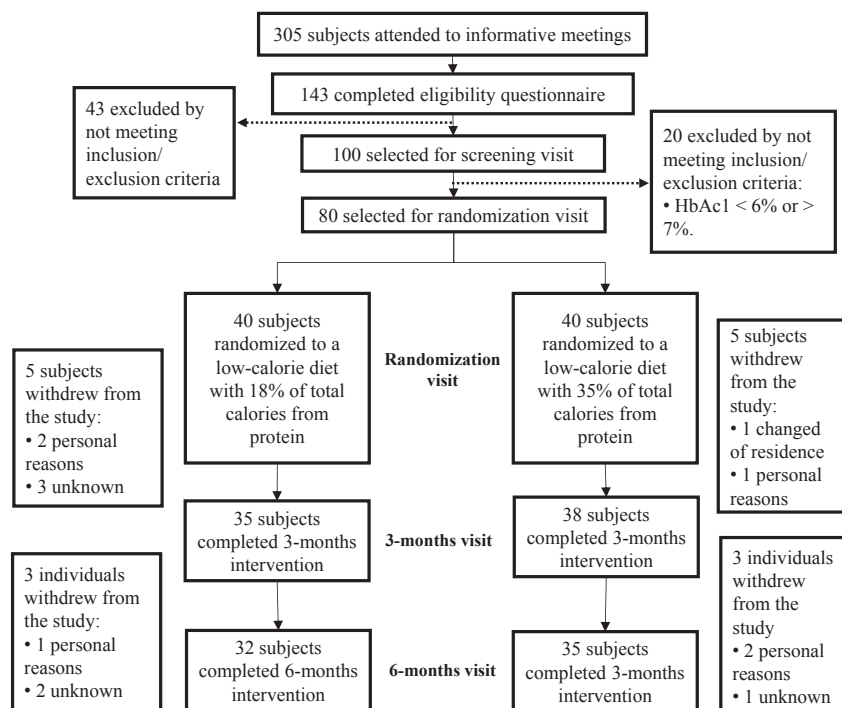 305 subjects attended to informative meetings
143 completed eligibility questionnaire
43 excluded by
not meeting
inclusion/
exclusion criteria
100 selected for screening visit
20 excluded by not
meeting inclusion/
exclusion criteria:
• HbAc1 < 6% or >
7%.
80 selected for randomization visit
40 subjects
randomized to a
low-calorie diet
with 18% of total
calories from
protein
Randomization
visit
40 subjects
randomized to a
low-calorie diet
with 35% of total
calories from
protein
5 subjects
withdrew from
the study:
• 2 personal
reasons
• 3 unknown
5 subjects
withdrew
from the
study:
• 1 changed
of residence
• 1 personal
reasons
35 subjects
completed 3-months
intervention
3-months visit
38 subjects
completed 3-months
intervention
3 individuals
withdrew from
the study:
• 1 personal
reasons
• 2 unknown
3 individuals
withdrew
from the
study
• 2 personal
reasons
• 1 unknown
32 subjects
completed 6-months
intervention
6-months visit
35 subjects
completed 3-months
intervention